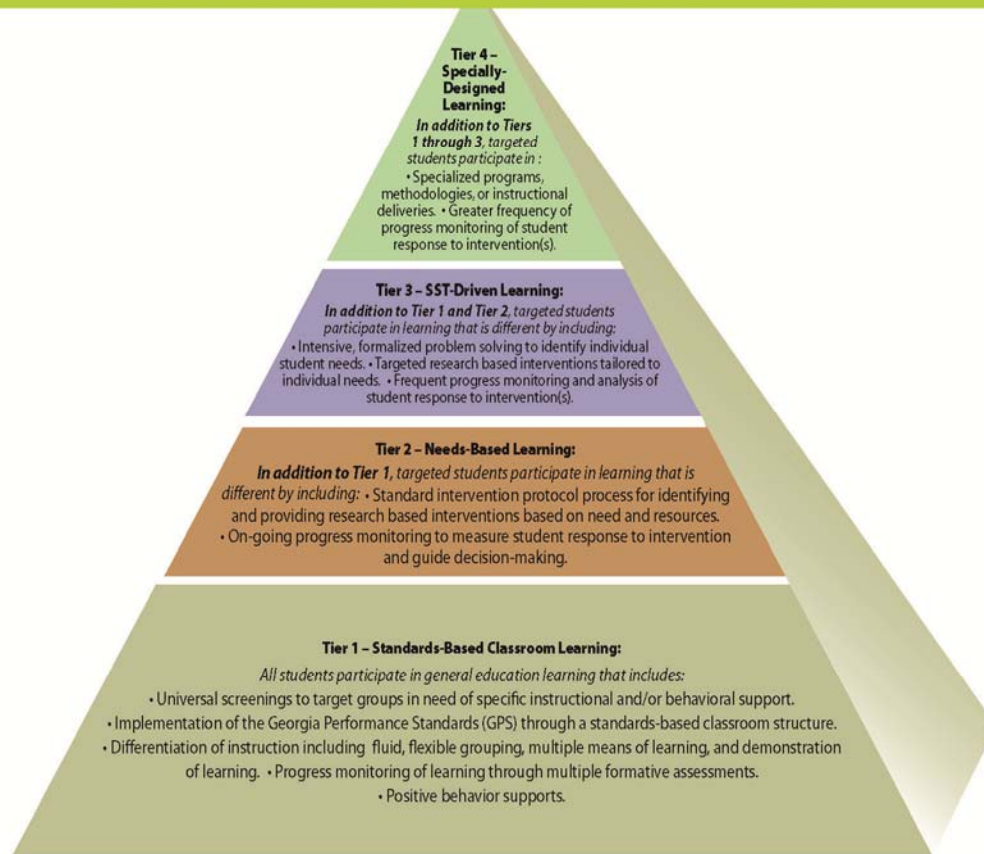 Tier 4 –
Specially-
Designed
Learning:
In addition to Tiers
1 through 3, targeted
students participate in :
• Specialized programs,
methodologies, or instructional
deliveries. • Greater frequency of
progress monitoring of student
response to intervention(s).
Tier 3 – SST-Driven Learning:
In addition to Tier 1 and Tier 2, targeted students
participate in learning that is different by including:
• Intensive, formalized problem solving to identify individual
student needs. • Targeted research based interventions tailored to
individual needs. • Frequent progress monitoring and analysis of
student response to intervention(s).
Tier 2 – Needs-Based Learning:
In addition to Tier 1, targeted students participate in learning that is
different by including: • Standard intervention protocol process for identifying
and providing research based interventions based on need and resources.
• On-going progress monitoring to measure student response to intervention
and guide decision-making.
Tier 1 – Standards-Based Classroom Learning:
All students participate in general education learning that includes:
• Universal screenings to target groups in need of specific instructional and/or behavioral support.
• Implementation of the Georgia Performance Standards (GPS) through a standards-based classroom structure.
• Differentiation of instruction including fluid, flexible grouping, multiple means of learning, and demonstration
of learning. • Progress monitoring of learning through multiple formative assessments.
• Positive behavior supports.